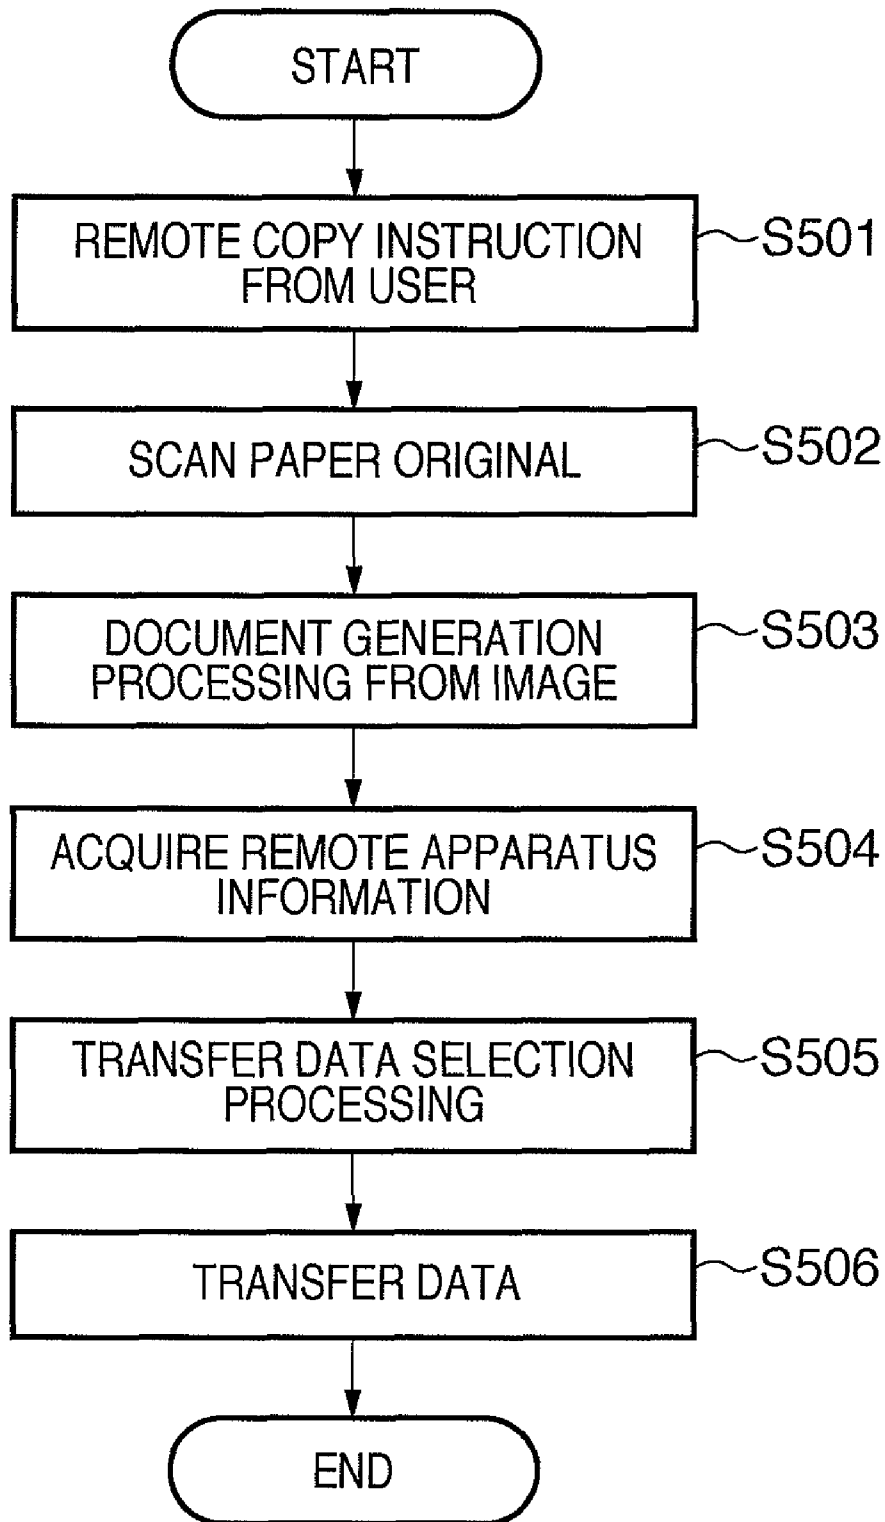 START
REMOTE COPY INSTRUCTION
FROM USER
S501
SCAN PAPER ORIGINAL
S502
DOCUMENT GENERATION
PROCESSING FROM IMAGE
S503
ACQUIRE REMOTE APPARATUS
INFORMATION
S504
TRANSFER DATA SELECTION
PROCESSING
S505
TRANSFER DATA
S506
END